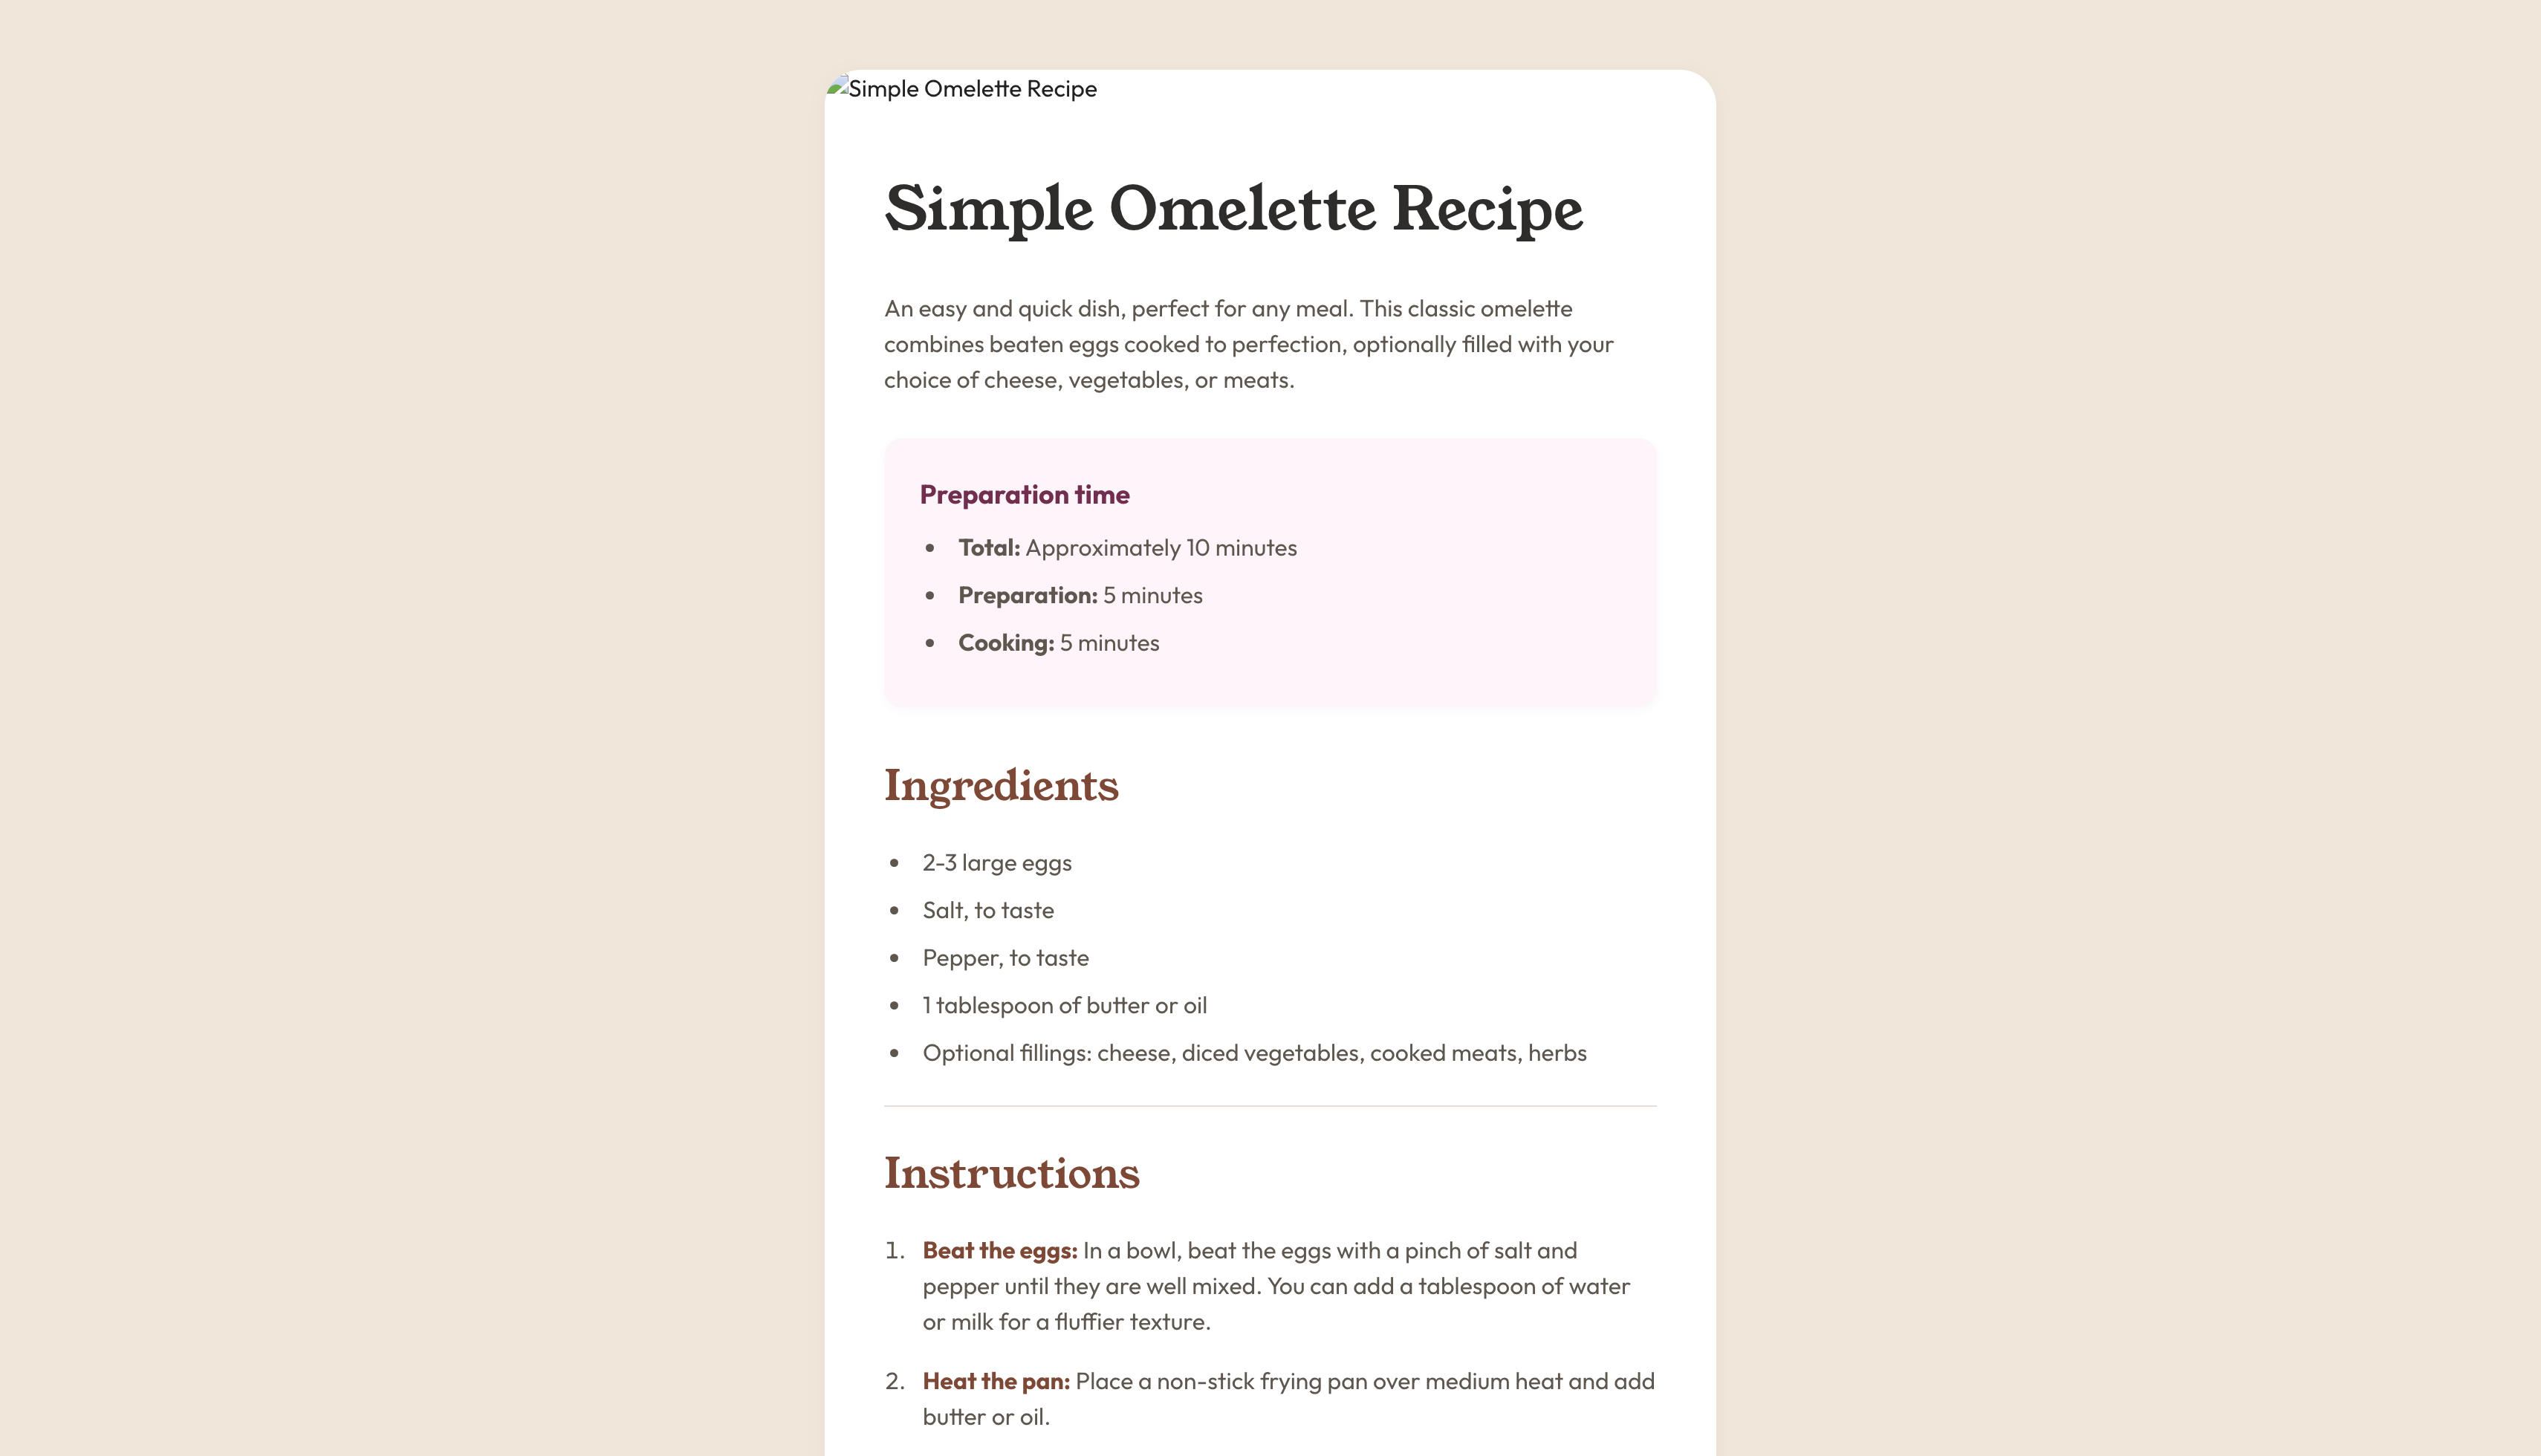 Simple Omelette Recipe
Simple Omelette Recipe
An easy and quick dish, perfect for any meal. This classic omelette
combines beaten eggs cooked to perfection, optionally filled with your
choice of cheese, vegetables, or meats.
Preparation time
• Total: Approximately 10 minutes
• Preparation: 5 minutes
• Cooking: 5 minutes
Ingredients
• 2-3 large eggs
• Salt, to taste
• Pepper, to taste
• 1 tablespoon of butter or oil
• Optional fillings: cheese, diced vegetables, cooked meats, herbs
Instructions
1. Beat the eggs: In a bowl, beat the eggs with a pinch of salt and
pepper until they are well mixed. You can add a tablespoon of water
or milk for a fluffier texture.
2. Heat the pan: Place a non-stick frying pan over medium heat and add
butter or oil.